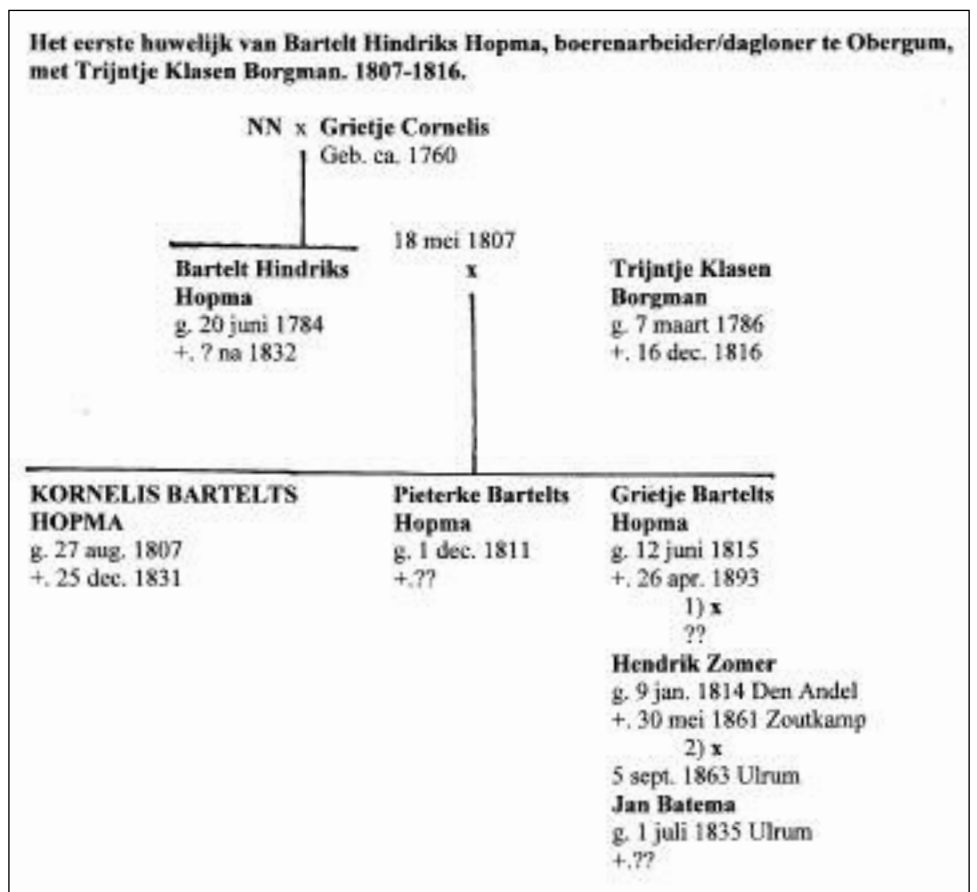 Het eerste huwelijk van Bartelt Hindriks Hopma, boerenarbeider/dagloner te Obergum,
met Trijntje Klasen Borgman. 1807-1816.
NN x Grietje Cornelis
Geb. ca. 1760
18 mei 1807
x
Bartelt Hindriks
Hopma
g. 20 juni 1784
+. ? na 1832
Trijntje Klasen
Borgman
g. 7 maart 1786
+. 16 dec. 1816
KORNELIS BARTELTS
HOPMA
g. 27 aug. 1807
+. 25 dec. 1831
Pieterke Bartelts
Hopma
g. 1 dec. 1811
+.??
Grietje Bartelts
Hopma
g. 12 juni 1815
+. 26 apr. 1893
1) x
??
Hendrik Zomer
g. 9 jan. 1814 Den Andel
+. 30 mei 1861 Zoutkamp
2) x
5 sept. 1863 Ulrum
Jan Batema
g. 1 juli 1835 Ulrum
+.??